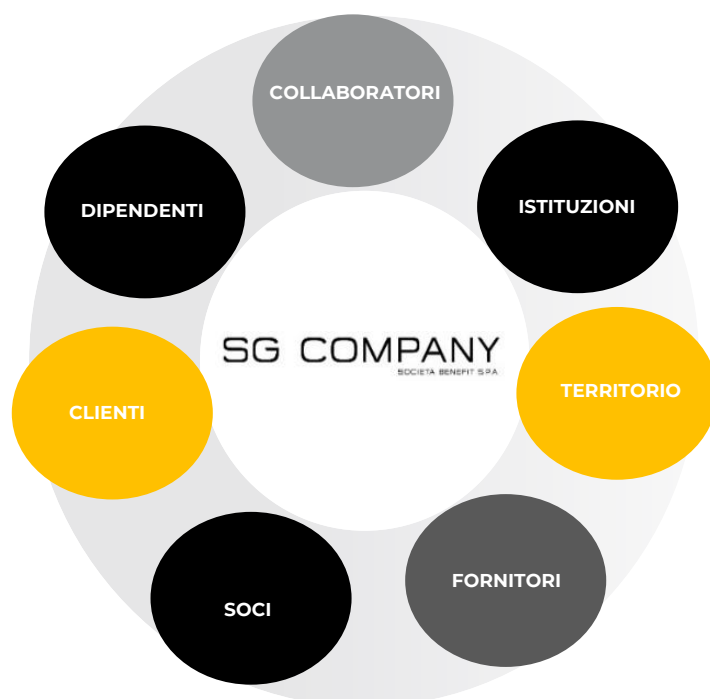 COLLABORATORI
DIPENDENTI
ISTITUZIONI
SG COMPANY
SOCIETA BENEFIT S.P.A
TERRITORIO
CLIENTI
FORNITORI
SOCI